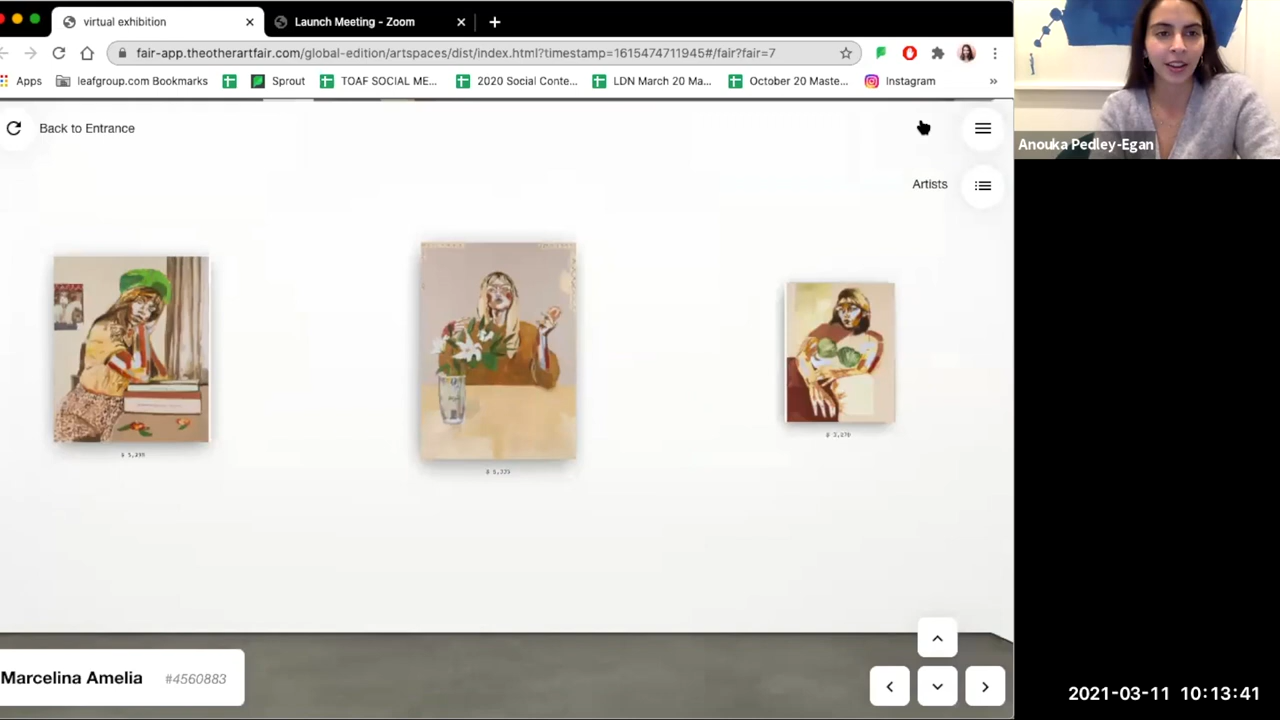 virtual exhibition
Launch Meeting - Zoom
fair-app.theotherartfair.com/global-edition/artspaces/dist/index.html?timestamp=1615474711945#/fair?fair=7
Apps leafgroup.com Bookmarks Sprout TOAF SOCIAL ME... 2020 Social Conte... LDN March 20 Ma... October 20 Maste... Instagram »
Back to Entrance
Artists
Anouka Pedley-Egan
Marcelina Amelia #4560883
2021-03-11 10:13:41